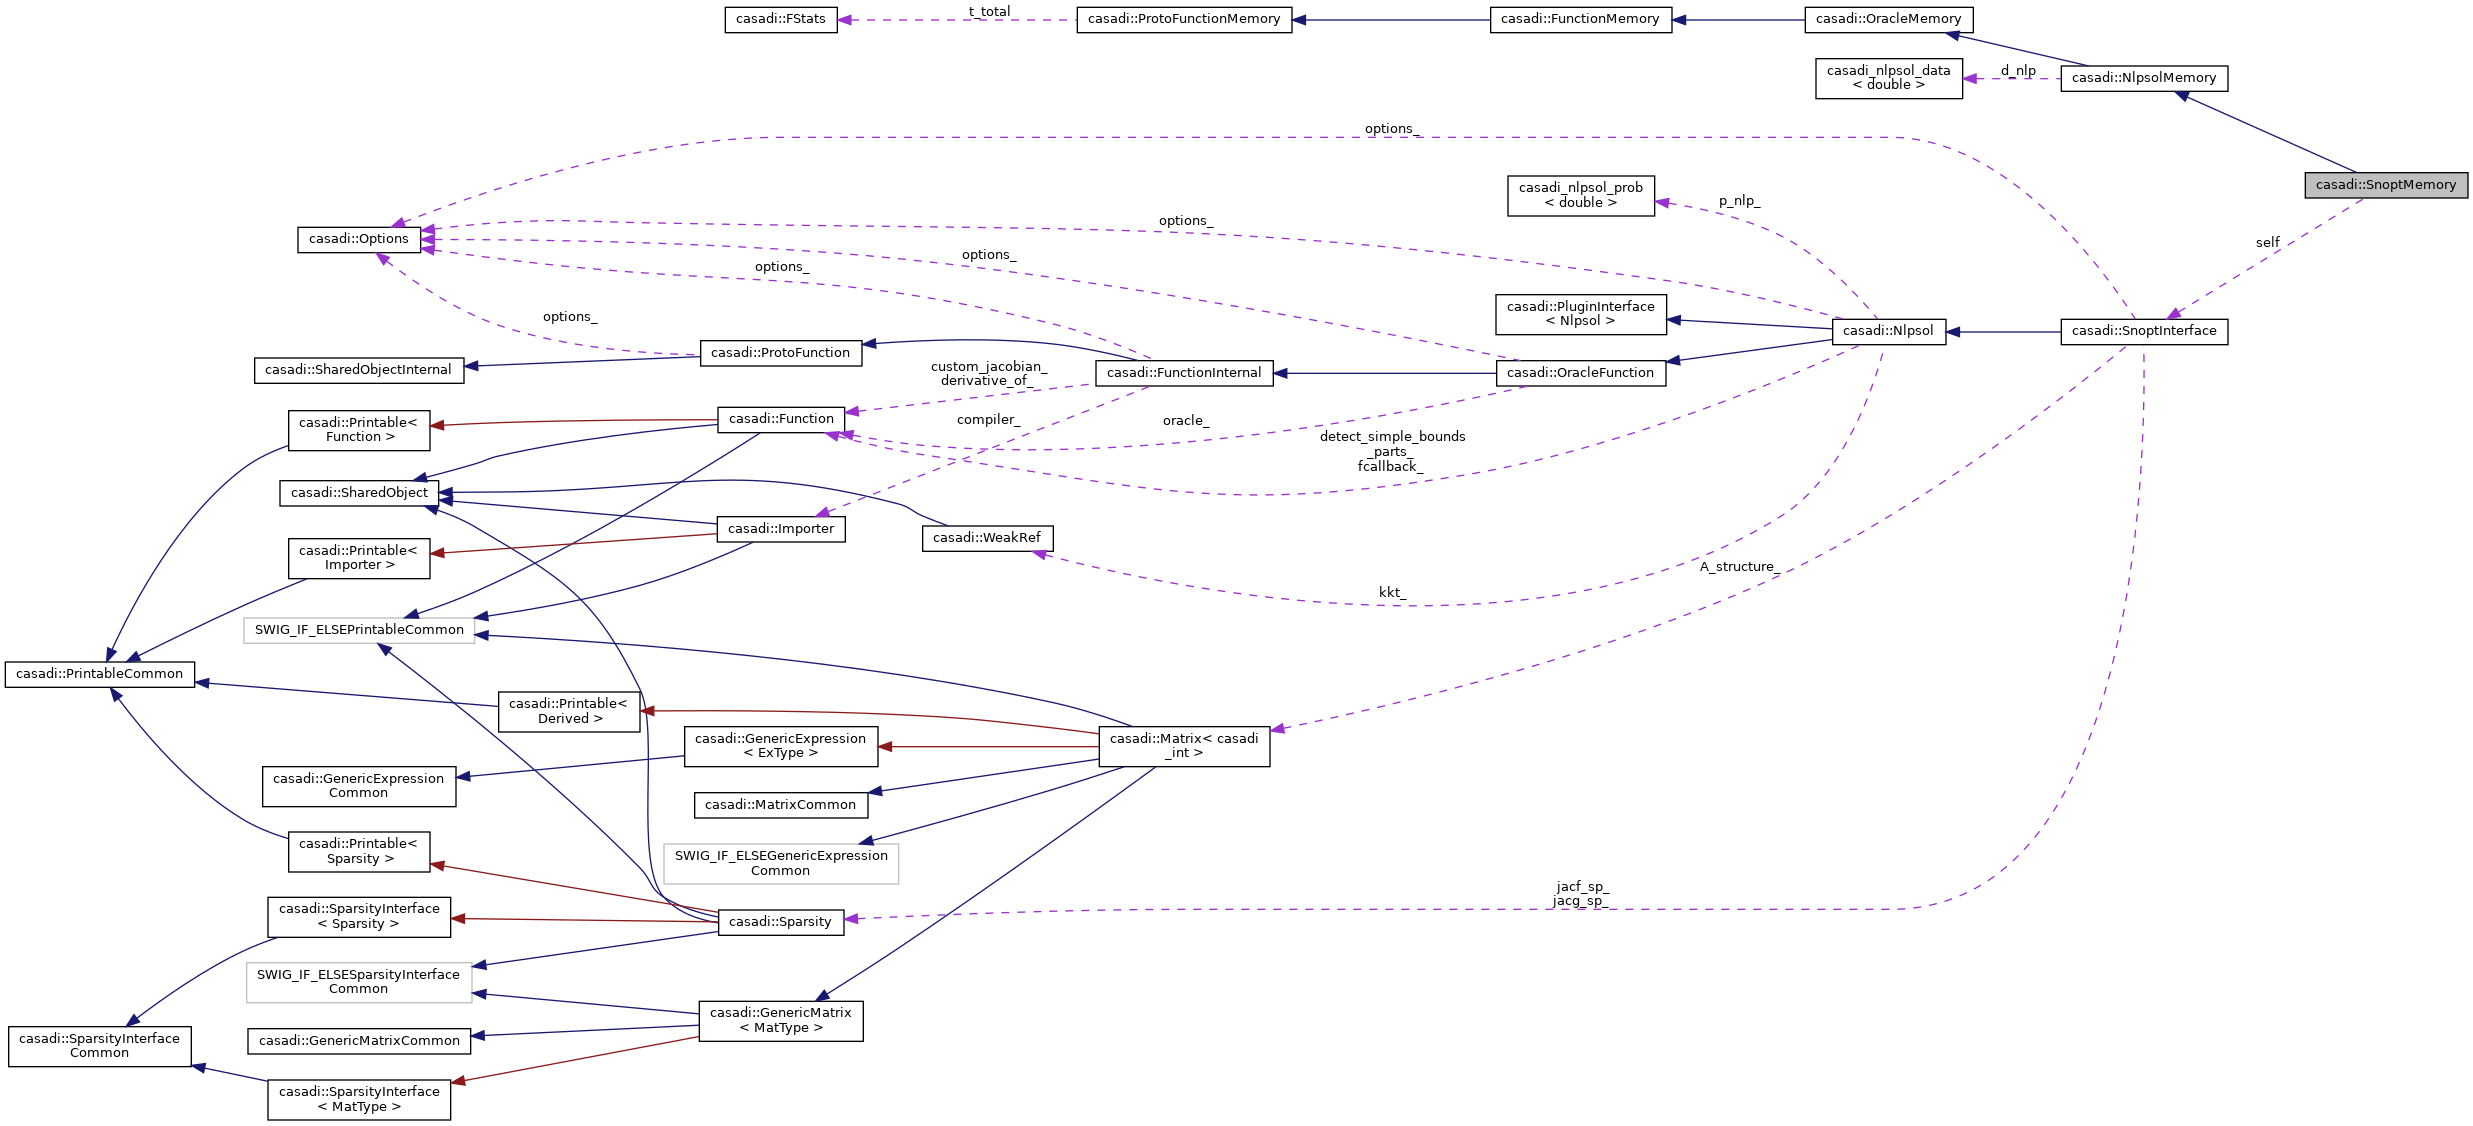 casadi::FStats
t_total
casadi::ProtoFunctionMemory
casadi::FunctionMemory
casadi::OracleMemory
casadi_nlpsol_data
< double >
d_nlp
casadi::NlpsolMemory
options_
casadi::SnoptMemory
casadi_nlpsol_prob
< double >
p_nlp_
options_
casadi::Options
self
options_
options_
casadi::PluginInterface
< Nlpsol >
options_
casadi::Nlpsol
casadi::SnoptInterface
casadi::ProtoFunction
casadi::SharedObjectInternal
custom_jacobian_
derivative_of_
casadi::FunctionInternal
casadi::OracleFunction
casadi::Printable<
Function >
casadi::Function
compiler_
oracle_
detect_simple_bounds
_parts_
fcallback_
casadi::SharedObject
casadi::Importer
casadi::WeakRef
casadi::Printable<
Importer >
A_structure_
kkt_
SWIG_IF_ELSEPrintableCommon
casadi::PrintableCommon
casadi::Printable<
Derived >
casadi::GenericExpression
< ExType >
casadi::Matrix< casadi
_int >
casadi::GenericExpression
Common
casadi::MatrixCommon
casadi::Printable<
Sparsity >
SWIG_IF_ELSEGenericExpression
Common
jacf_sp_
jacg_sp_
casadi::SparsityInterface
< Sparsity >
casadi::Sparsity
SWIG_IF_ELSESparsityInterface
Common
casadi::GenericMatrix
< MatType >
casadi::SparsityInterface
Common
casadi::GenericMatrixCommon
casadi::SparsityInterface
< MatType >